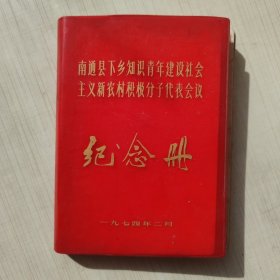 南通县下乡知识青年建设社会
主义新农村积极分子代表会议
纪念册
一九七四年二月